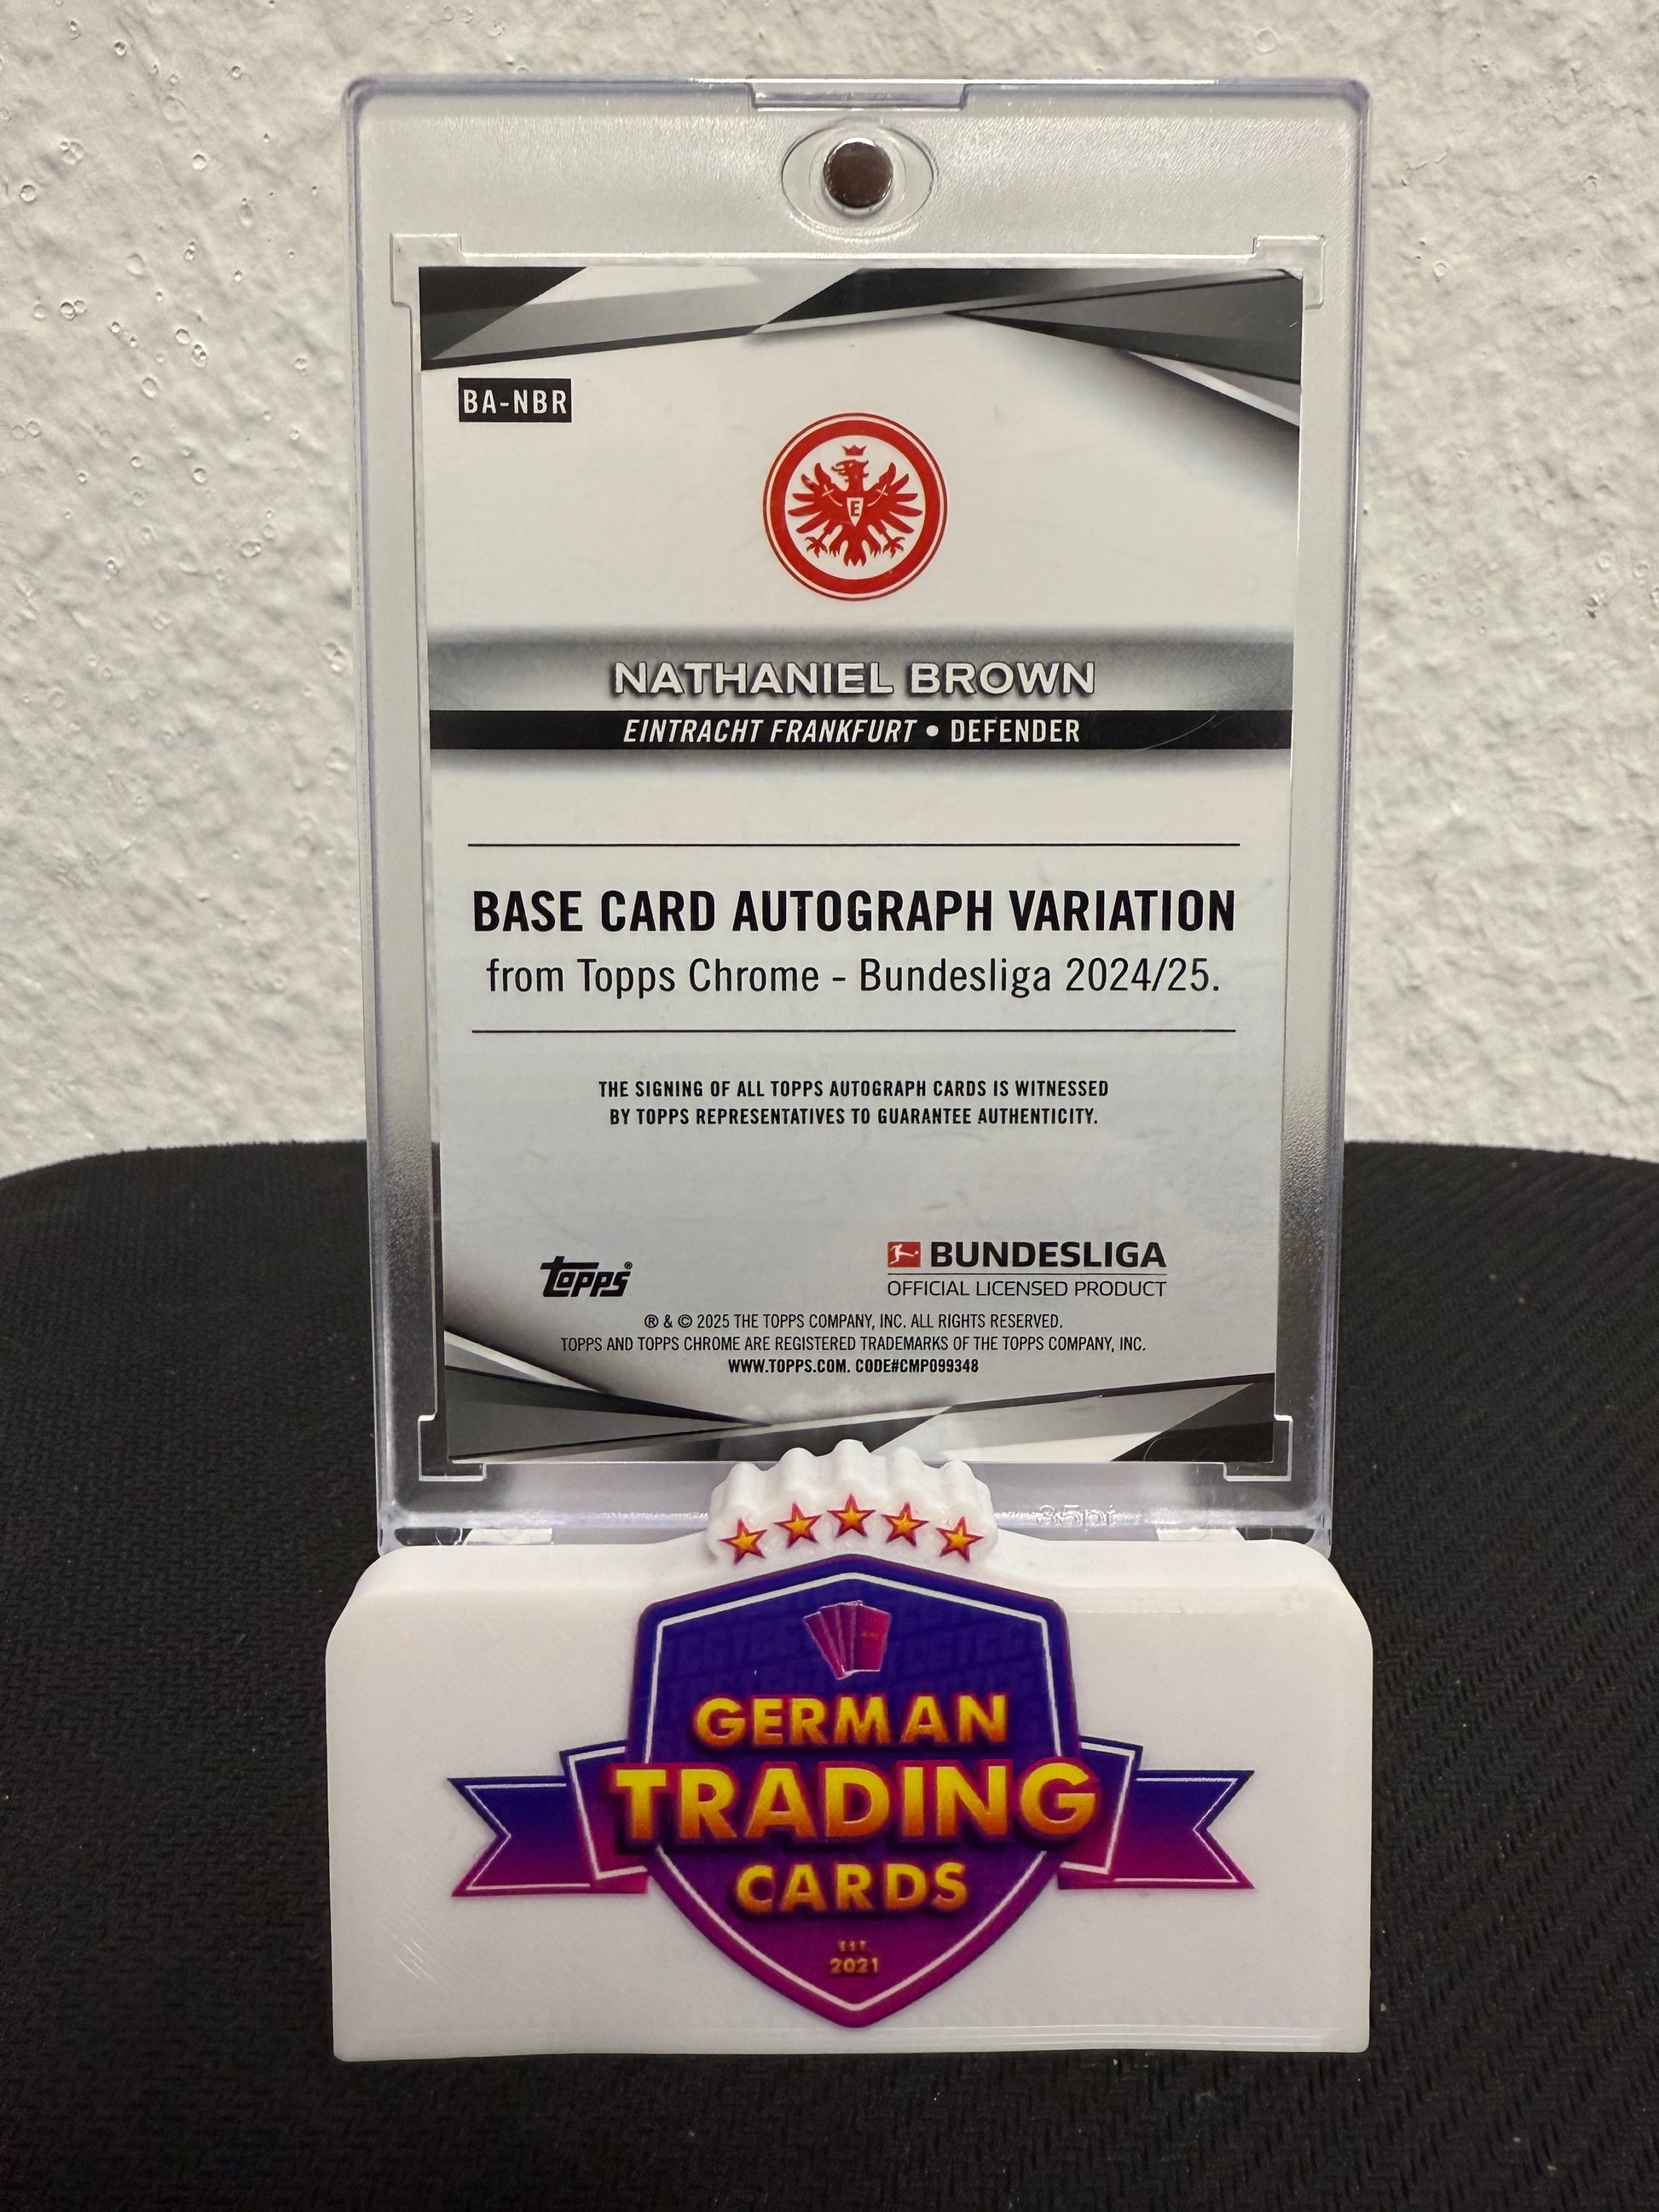 BA-NBR
E
NATHANIEL BROWN
EINTRACHT FRANKFURT • DEFENDER
BASE CARD AUTOGRAPH VARIATION
from Topps Chrome - Bundesliga 2024/25.
THE SIGNING OF ALL TOPPS AUTOGRAPH CARDS IS WITNESSED
BY TOPPS REPRESENTATIVES TO GUARANTEE AUTHENTICITY.
topps®
BUNDESLIGA
OFFICIAL LICENSED PRODUCT
® & © 2025 THE TOPPS COMPANY, INC. ALL RIGHTS RESERVED.
TOPPS AND TOPPS CHROME ARE REGISTERED TRADEMARKS OF THE TOPPS COMPANY, INC.
WWW.TOPPS.COM. CODE#CMP099348
35pt
GERMAN
TRADING
CARDS
EST.
2021